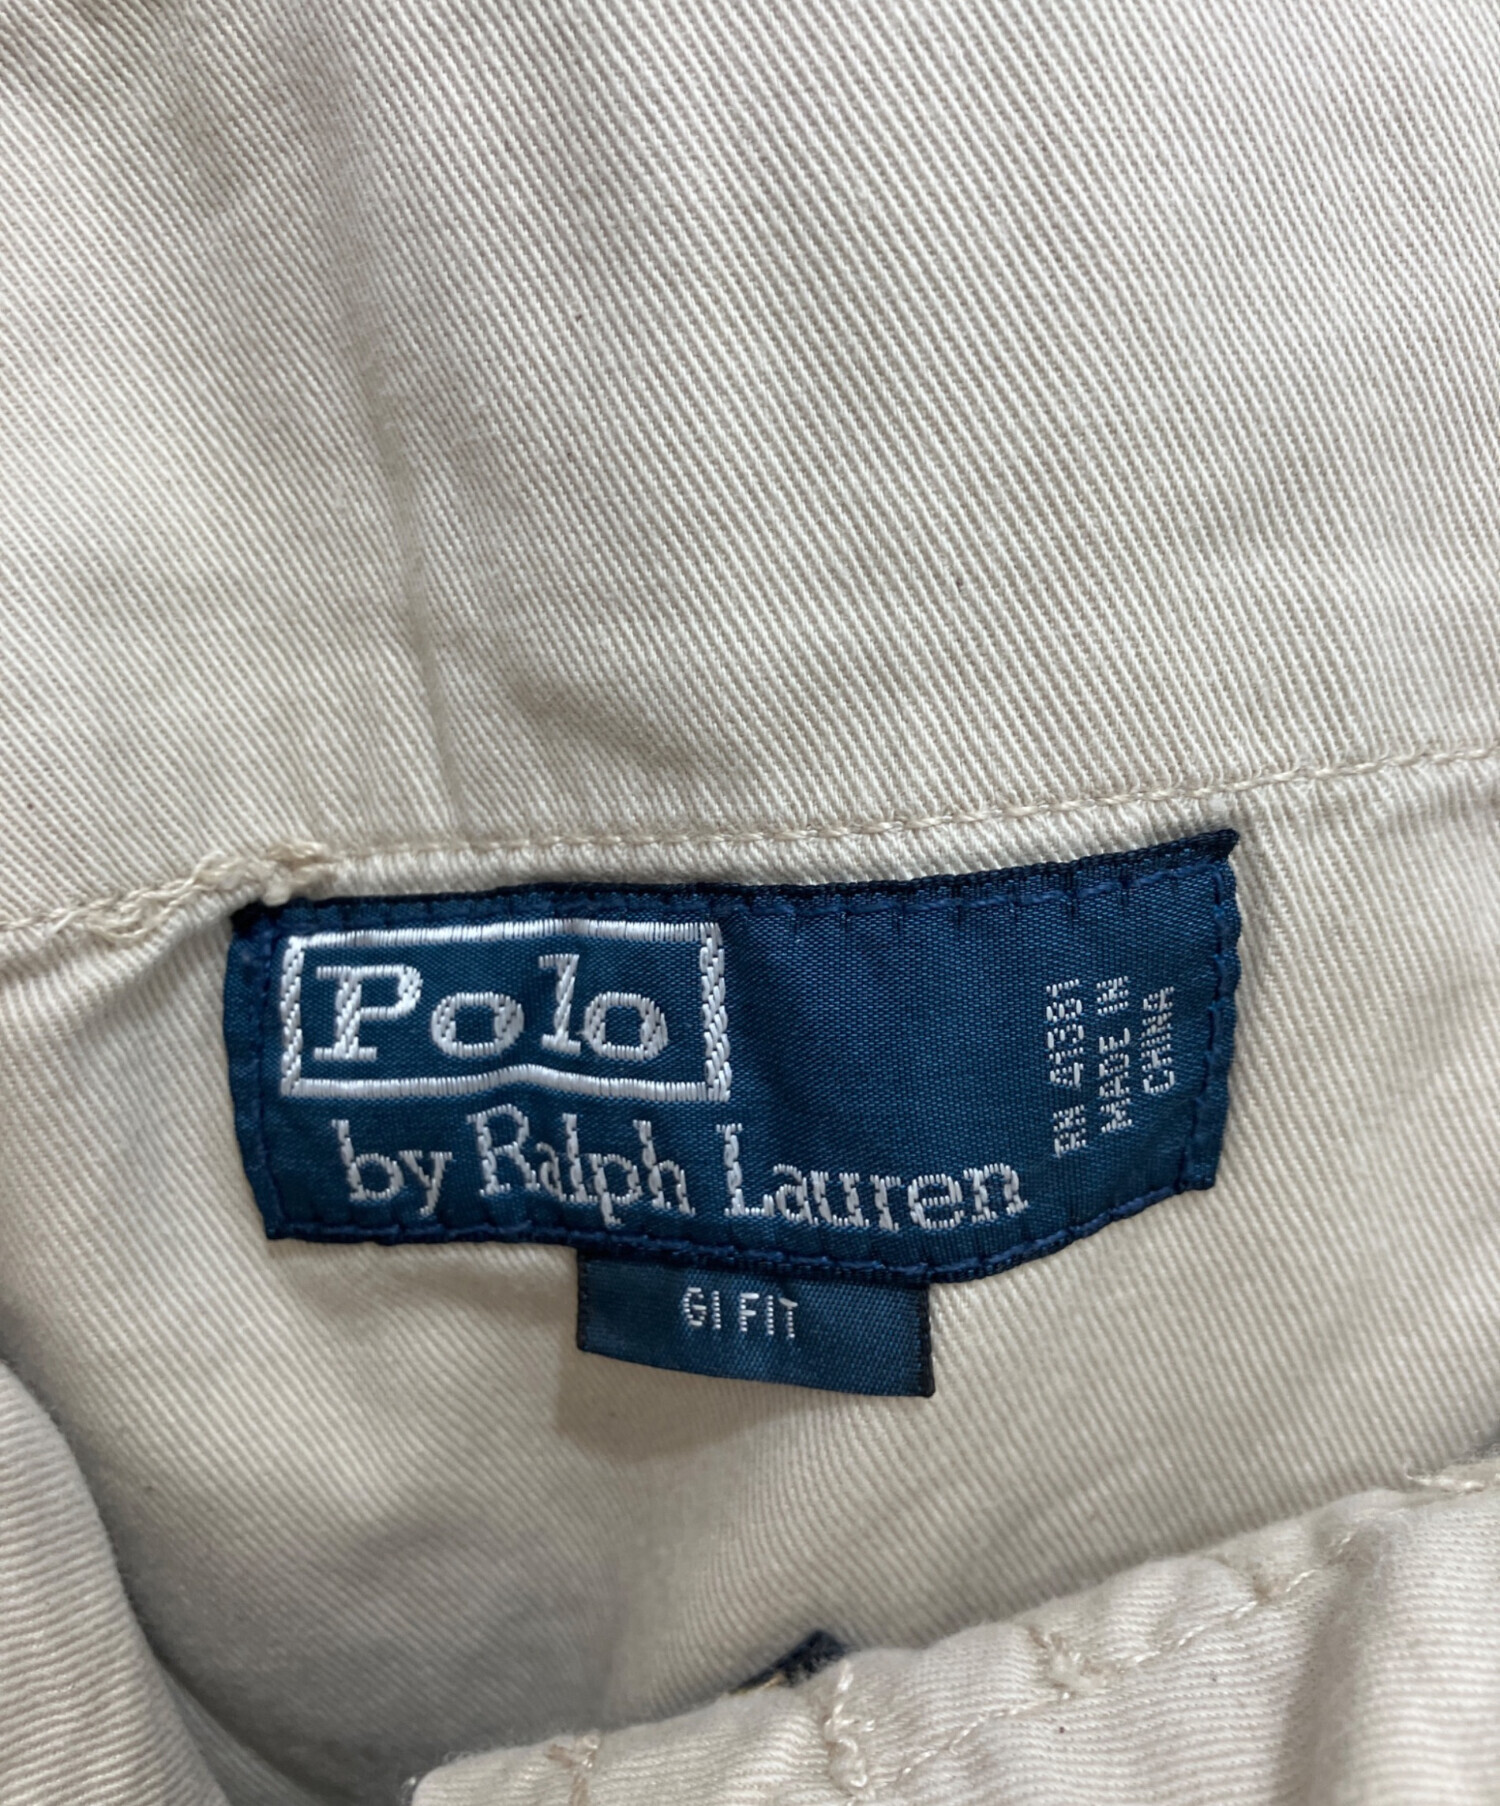 Polo
by Ralph Lauren
RN 41381
MADE IN
CHINA
GI FIT